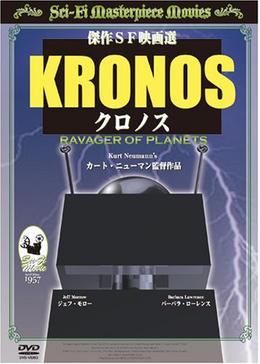 Sci-Fi Masterpiece Movies
傑作SF映画選
KRONOS
クロノス
RAVAGER OF PLANETS
Kurt Neumann's
カート・ニューマン監督作品
Jeff Morrow
ジェフ・モロー
Barbara Lawrence
バーバラ・ローレンス
1957
DVD
DVD VIDEO